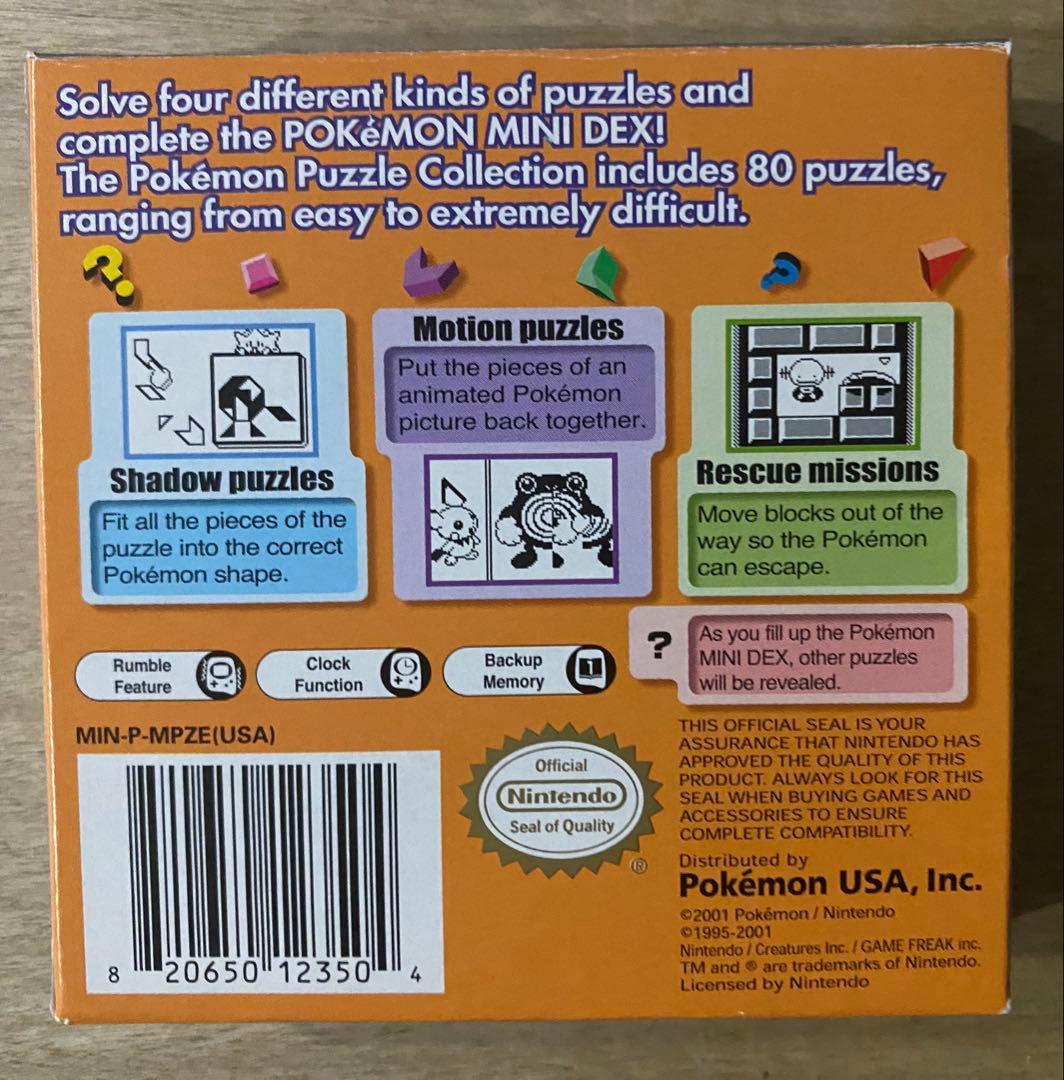 Solve four different kinds of puzzles and
complete the POKéMON MINI DEX!
The Pokémon Puzzle Collection includes 80 puzzles,
ranging from easy to extremely difficult.
Shadow puzzles
Fit all the pieces of the
puzzle into the correct
Pokémon shape.
Motion puzzles
Put the pieces of an
animated Pokémon
picture back together.
Rescue missions
Move blocks out of the
way so the Pokémon
can escape.
?
As you fill up the Pokémon
MINI DEX, other puzzles
will be revealed.
Rumble
Feature
Clock
Function
Backup
Memory
1
MIN-P-MPZE(USA)
8 20650 12350 4
Official
Nintendo
Seal of Quality
®
THIS OFFICIAL SEAL IS YOUR
ASSURANCE THAT NINTENDO HAS
APPROVED THE QUALITY OF THIS
PRODUCT. ALWAYS LOOK FOR THIS
SEAL WHEN BUYING GAMES AND
ACCESSORIES TO ENSURE
COMPLETE COMPATIBILITY.
Distributed by
Pokémon USA, Inc.
©2001 Pokémon / Nintendo
©1995-2001
Nintendo / Creatures Inc. / GAME FREAK inc.
TM and ® are trademarks of Nintendo.
Licensed by Nintendo